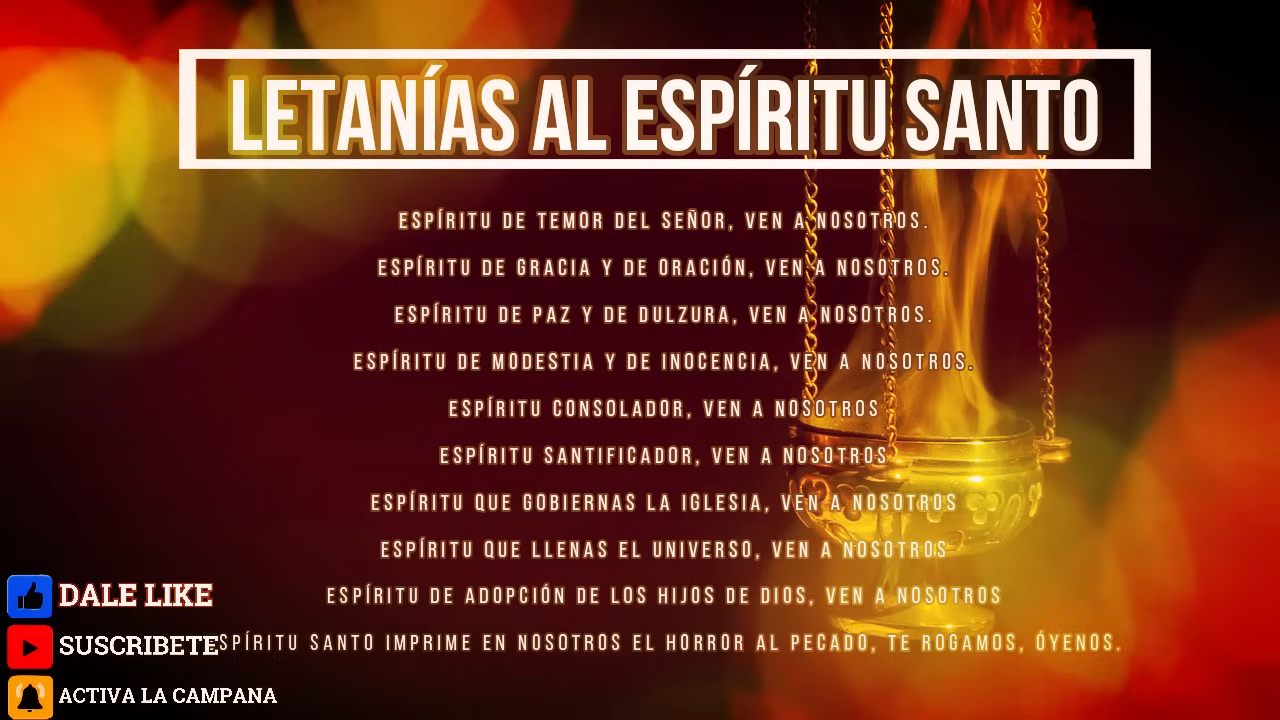 LETANÍAS AL ESPÍRITU SANTO
ESPÍRITU DE TEMOR DEL SEÑOR, VEN A NOSOTROS.
ESPÍRITU DE GRACIA Y DE ORACIÓN, VEN A NOSOTROS.
ESPÍRITU DE PAZ Y DE DULZURA, VEN A NOSOTROS.
ESPÍRITU DE MODESTIA Y DE INOCENCIA, VEN A NOSOTROS.
ESPÍRITU CONSOLADOR, VEN A NOSOTROS
ESPÍRITU SANTIFICADOR, VEN A NOSOTROS
ESPÍRITU QUE GOBIERNAS LA IGLESIA, VEN A NOSOTROS
ESPÍRITU QUE LLENAS EL UNIVERSO, VEN A NOSOTROS
ESPÍRITU DE ADOPCIÓN DE LOS HIJOS DE DIOS, VEN A NOSOTROS
SPÍRITU SANTO IMPRIME EN NOSOTROS EL HORROR AL PECADO, TE ROGAMOS, ÓYENOS.
DALE LIKE
SUSCRIBETE
ACTIVA LA CAMPANA